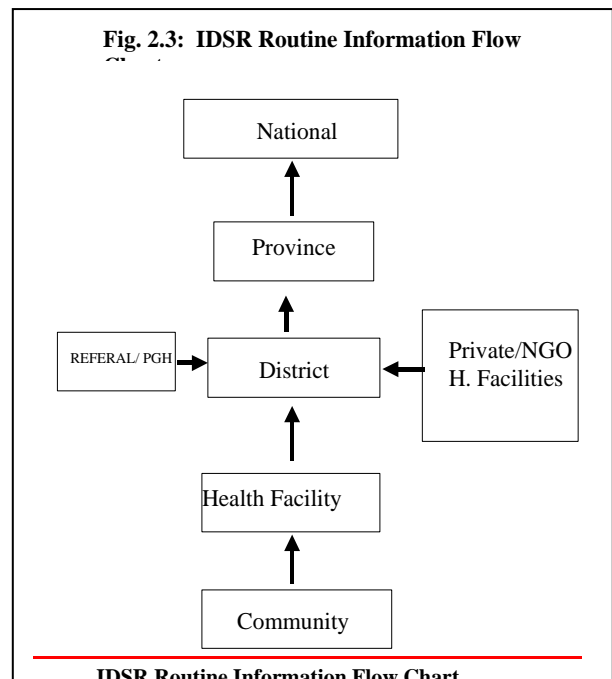 Fig. 2.3: IDSR Routine Information Flow
National
Province
REFERAL/ PGH
District
Private/NGO
H. Facilities
Health Facility
Community
IDSR Routine Information Flow Chart